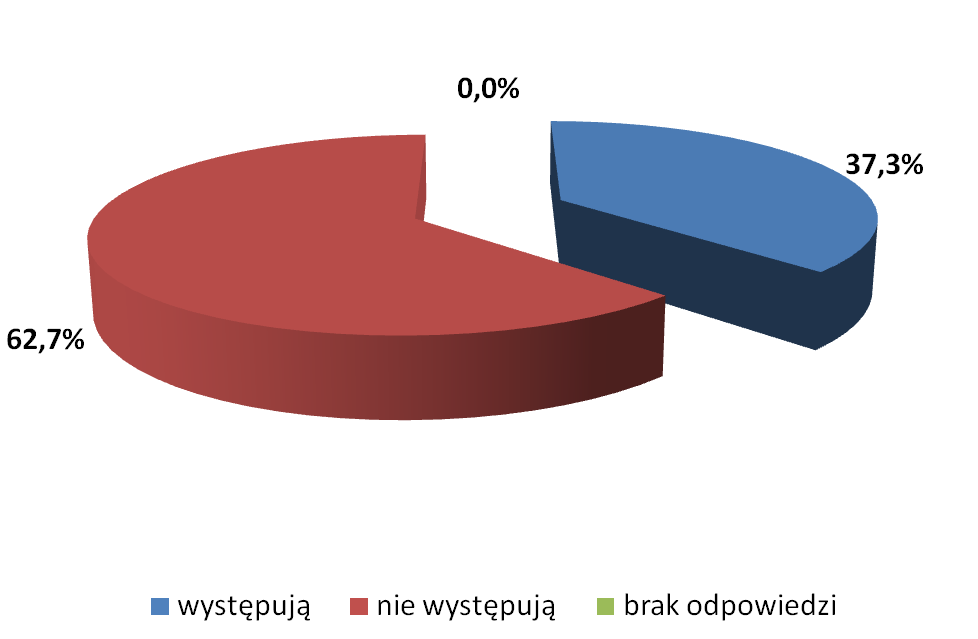 0,0%
37,3%
62,7%
występują nie występują brak odpowiedzi